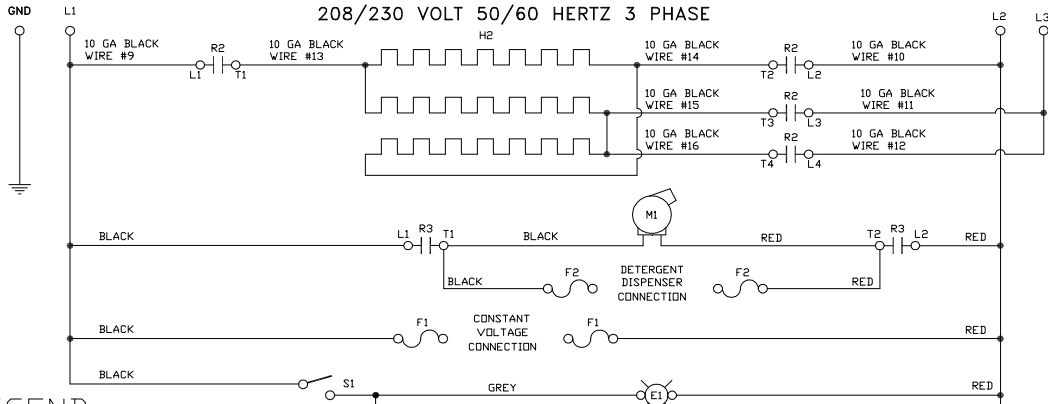 208/230 VOLT 50/60 HERTZ 3 PHASE
GND
L1
L2
L3
H2
10 GA BLACK
WIRE #9
R2
L1
T1
10 GA BLACK
WIRE #13
10 GA BLACK
WIRE #14
R2
T2
L2
10 GA BLACK
WIRE #10
10 GA BLACK
WIRE #15
R2
T3
L3
10 GA BLACK
WIRE #11
10 GA BLACK
WIRE #16
R2
T4
L4
10 GA BLACK
WIRE #12
M1
BLACK
L1
R3
T1
BLACK
RED
T2
R3
L2
RED
BLACK
F2
DETERGENT
DISPENSER
CONNECTION
F2
RED
BLACK
F1
CONSTANT
VOLTAGE
CONNECTION
F1
RED
BLACK
S1
GREY
E1
RED